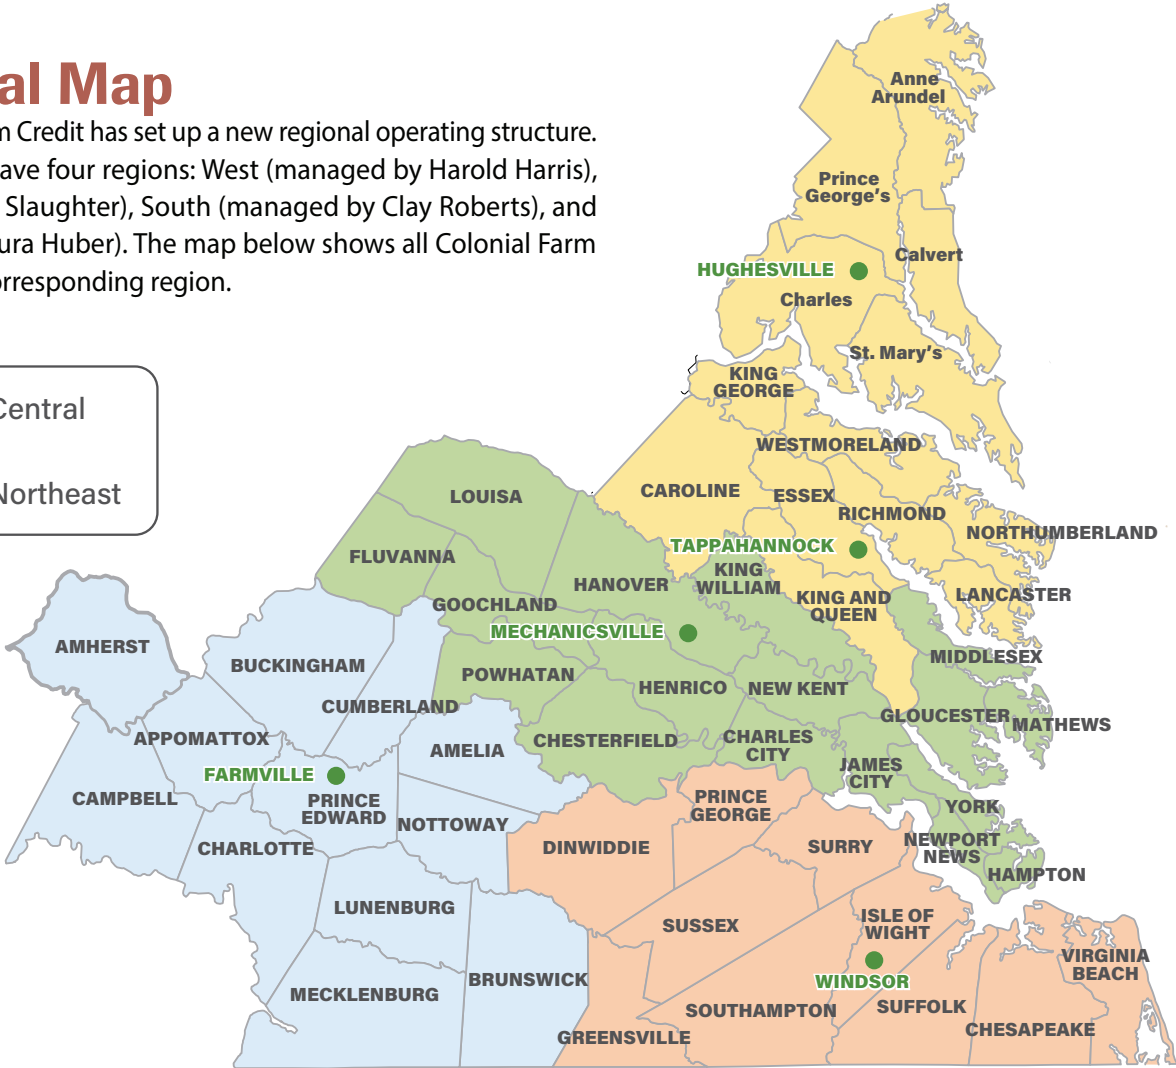 al Map
m Credit has set up a new regional operating structure.
ave four regions: West (managed by Harold Harris),
Slaughter), South (managed by Clay Roberts), and
ura Huber). The map below shows all Colonial Farm
orresponding region.
Central
Northeast
Anne
Arundel
Prince
George's
Calvert
HUGHESVILLE
Charles
St. Mary's
KING
GEORGE
WESTMORELAND
CAROLINE
ESSEX
RICHMOND
NORTHUMBERLAND
TAPPAHANNOCK
LOUISA
FLUVANNA
HANOVER
KING
WILLIAM
KING AND
QUEEN
LANCASTER
GOOCHLAND
MECHANICSVILLE
AMHERST
BUCKINGHAM
POWHATAN
HENRICO
NEW KENT
MIDDLESEX
CUMBERLAND
GLOUCESTER
MATHEWS
APPOMATTOX
AMELIA
CHESTERFIELD
CHARLES
CITY
JAMES
CITY
FARMVILLE
CAMPBELL
PRINCE
EDWARD
NOTTOWAY
PRINCE
GEORGE
YORK
CHARLOTTE
DINWIDDIE
SURRY
NEWPORT
NEWS
HAMPTON
LUNENBURG
SUSSEX
ISLE OF
WIGHT
VIRGINIA
BEACH
MECKLENBURG
BRUNSWICK
WINDSOR
SOUTHAMPTON
SUFFOLK
GREENSVILLE
CHESAPEAKE